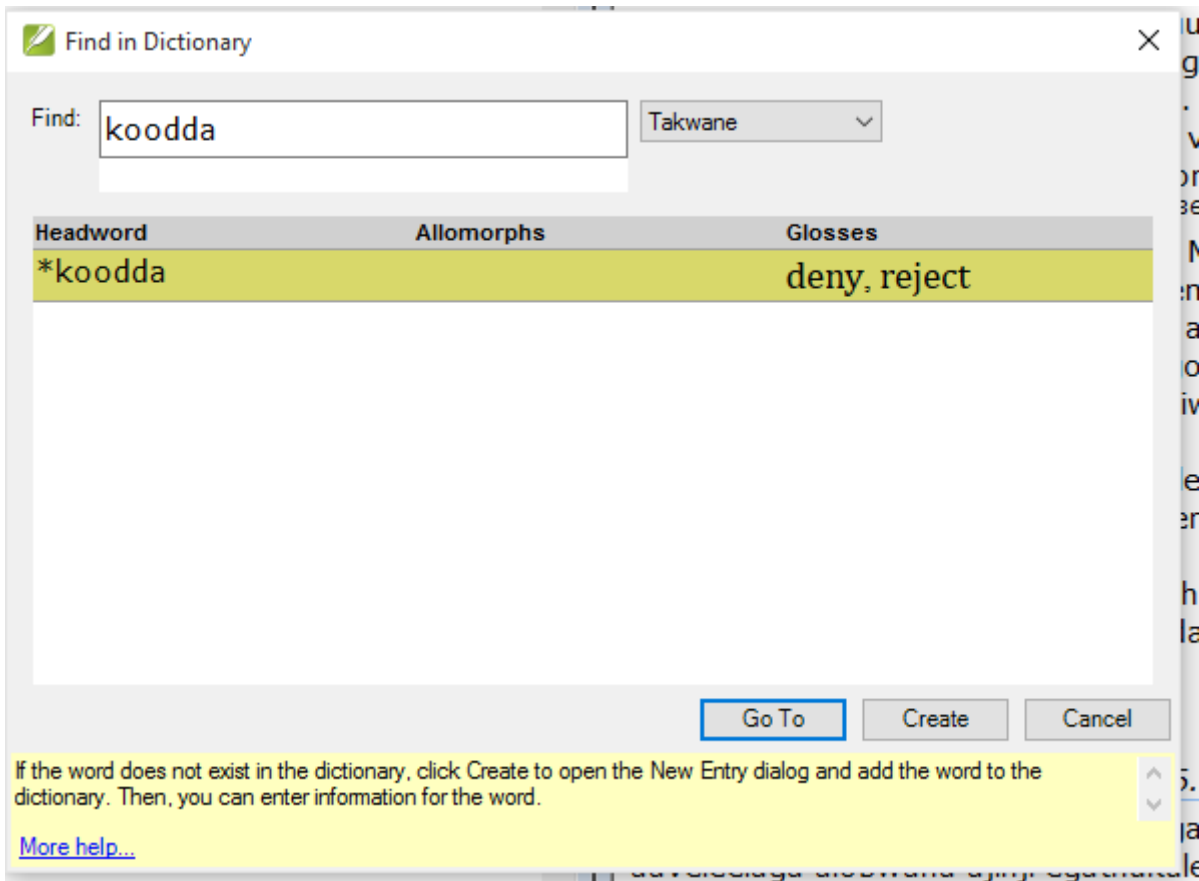 Find in Dictionary
Find: koodda Takwane
Headword Allomorphs Glosses
*koodda deny, reject
Go To Create Cancel
If the word does not exist in the dictionary, click Create to open the New Entry dialog and add the word to the
dictionary. Then, you can enter information for the word.
More help...